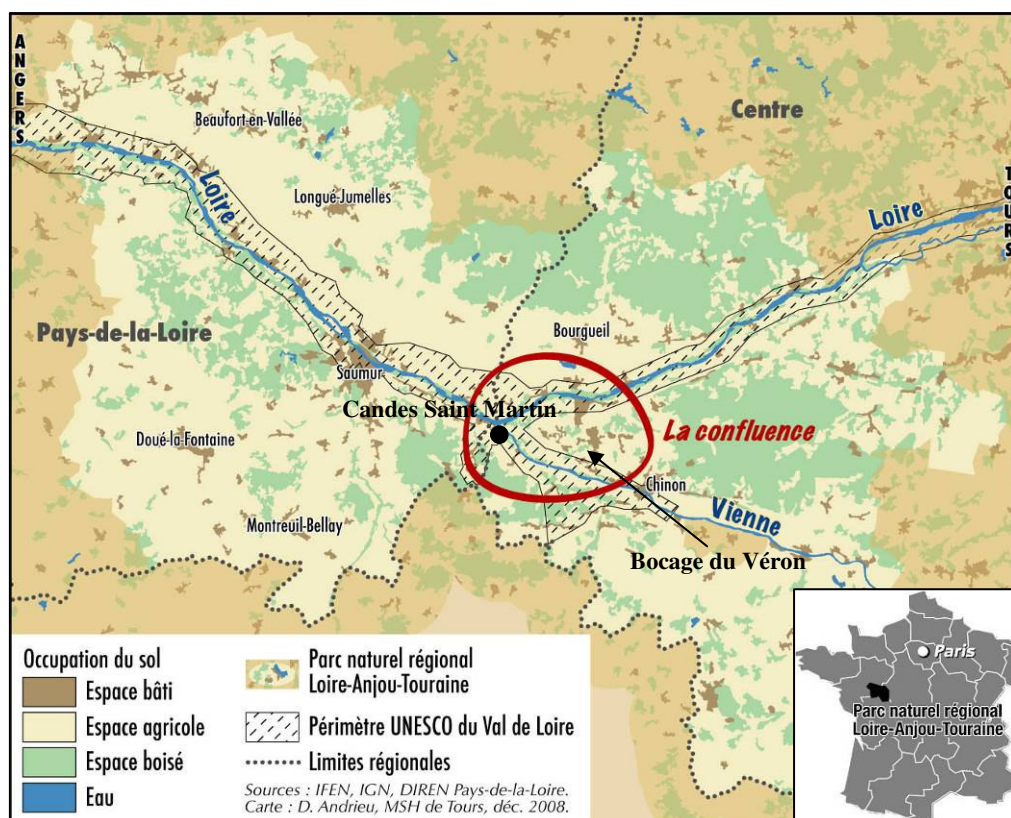 ANGERS
Beaufort-en-Vallée
Centre
Longué-Jumelles
Loire
Loire
TOURS
Pays-de-la-Loire
Bourgueil
Saumur
Candes Saint Martin
La confluence
Doué-la-Fontaine
Chinon
Montreuil-Bellay
Vienne
Bocage du Véron
Occupation du sol
Espace bâti
Espace agricole
Espace boisé
Eau
Parc naturel régional
Loire-Anjou-Touraine
Périmètre UNESCO du Val de Loire
Limites régionales
Sources : IFEN, IGN, DIREN Pays-de-la-Loire.
Carte : D. Andrieu, MSH de Tours, déc. 2008.
Paris
Parc naturel régional
Loire-Anjou-Touraine